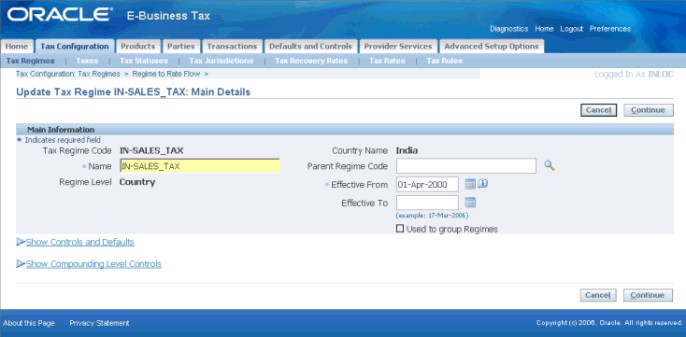 ORACLE® E-Business Tax
Diagnostics Home Logout Preferences
Home Tax Configuration Products Parties Transactions Defaults and Controls Provider Services Advanced Setup Options
Tax Regimes | Taxes | Tax Statuses | Tax Jurisdictions | Tax Recovery Rates | Tax Rates | Tax Rules
Tax Configuration: Tax Regimes > Regime to Rate Flow >
Logged In As INLOIC
Update Tax Regime IN-SALES_TAX: Main Details
Cancel Continue
Main Information
* Indicates required field
Tax Regime Code IN-SALES_TAX
Country Name India
* Name IN-SALES_TAX
Parent Regime Code
Regime Level Country
* Effective From 01-Apr-2000
Effective To
(example: 17-Mar-2006)
Used to group Regimes
Show Controls and Defaults
Show Compounding Level Controls
Cancel Continue
About this Page Privacy Statement
Copyright (c) 2006, Oracle. All rights reserved.